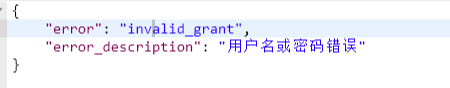 {
"error": "invalid_grant",
"error_description": "用户名或密码错误"
}